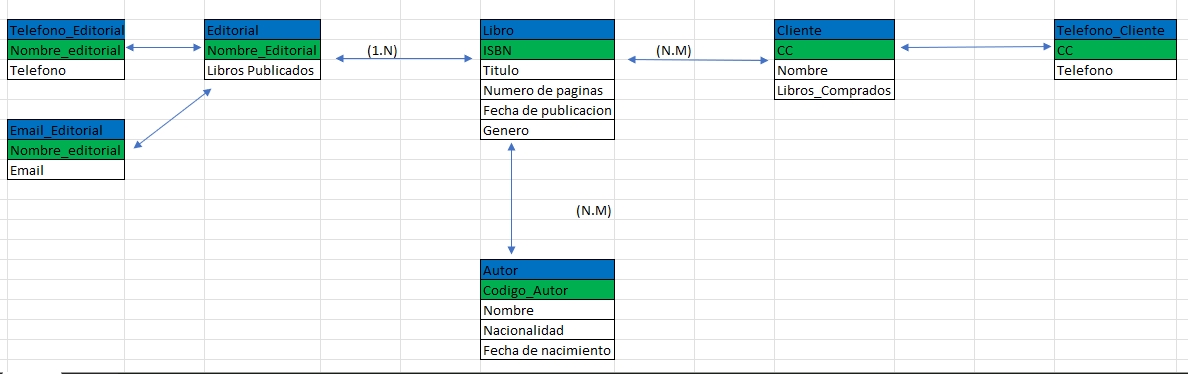 Telefono_Editorial
Nombre_editorial
Telefono
Editorial
Nombre_Editorial
Libros Publicados
(1.N)
Libro
ISBN
Titulo
Numero de paginas
Fecha de publicacion
Genero
(N.M)
Cliente
CC
Nombre
Libros_Comprados
Telefono_Cliente
CC
Telefono
Email_Editorial
Nombre_editorial
Email
(N.M)
Autor
Codigo_Autor
Nombre
Nacionalidad
Fecha de nacimiento